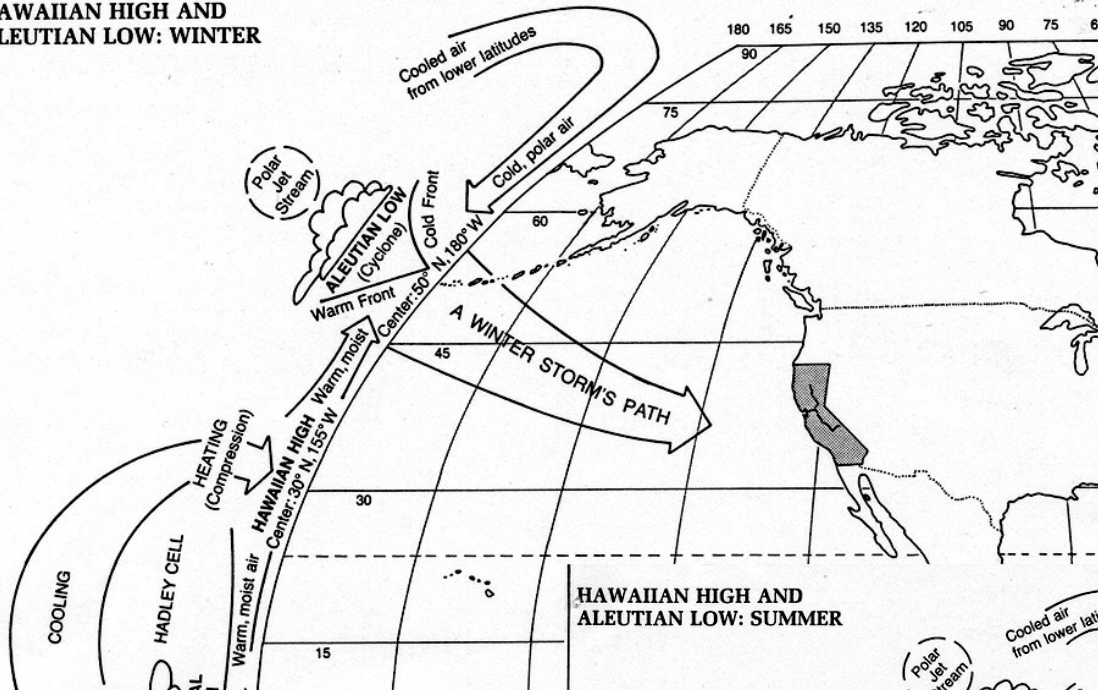 AWAIIAN HIGH AND
LEUTIAN LOW: WINTER
Cooled air
from lower latitudes
180 165 150 135 120 105 90 75 6
90
75
Cold, polar air
Polar
Jet
Stream
ALEUTIAN LOW
(Cyclone)
Cold Front
60
Warm Front
Center: 50° N, 180° W
A WINTER STORM'S PATH
45
Warm, moist
HEATING
(Compression)
HAWAIIAN HIGH
Center: 30° N, 155° W
30
COOLING
HADLEY CELL
Warm, moist air
15
AL
HAWAIIAN HIGH AND
ALEUTIAN LOW: SUMMER
Cooled air
from lower lati
Polar
Jet
ream